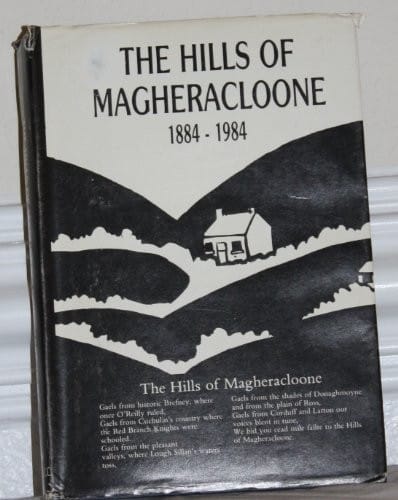 THE HILLS OF
MAGHERACLOONE
1884 - 1984
The Hills of Magheracloone
Gaels from historic Brefney, where
once O'Reilly ruled,
Gaels from Cuchulin's country where
the Red Branch Knights were
schooled.
Gaels from the pleasant
valleys, where Lough Sillan's waters
toss,
Gaels from the shades of Donaghmoyne
and from the plain of Ross,
Gaels from Corduff and Latton our
voices blent in tune,
We bid you cead mile failte to the Hills
of Magheracloone.